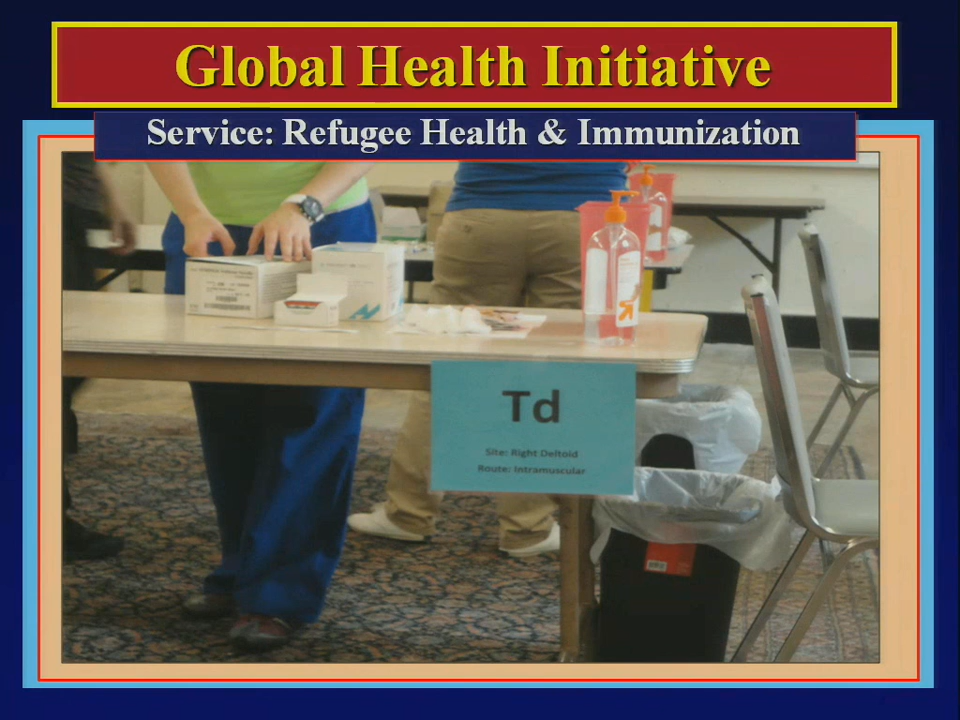 Global Health Initiative
Service: Refugee Health & Immunization
Td
Site: Right Deltoid
Route: Intramuscular